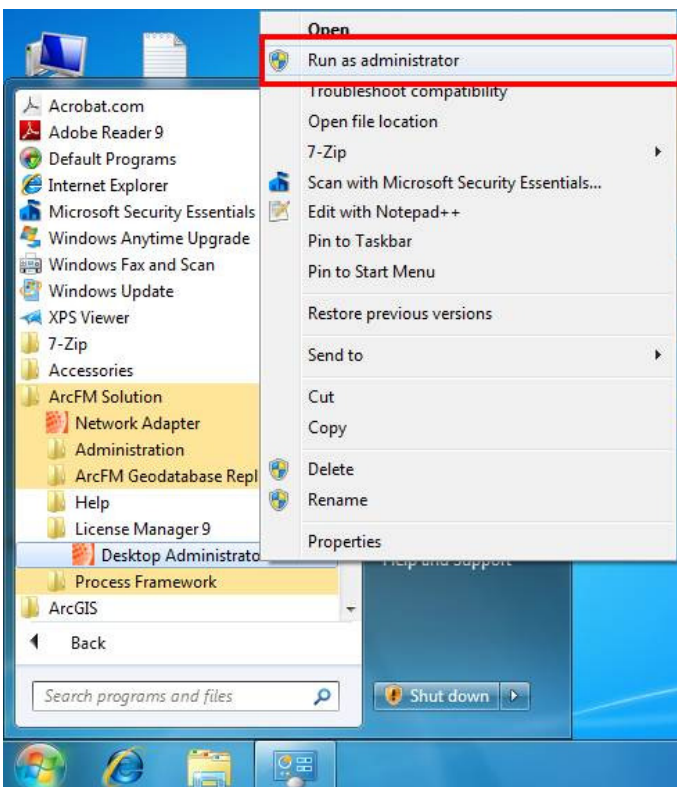 Open
Run as administrator
Troubleshoot compatibility
Open file location
7-Zip
Scan with Microsoft Security Essentials...
Edit with Notepad++
Pin to Taskbar
Pin to Start Menu
Restore previous versions
Send to
Cut
Copy
Delete
Rename
Properties
Acrobat.com
Adobe Reader 9
Default Programs
Internet Explorer
Microsoft Security Essentials
Windows Anytime Upgrade
Windows Fax and Scan
Windows Update
XPS Viewer
7-Zip
Accessories
ArcFM Solution
Network Adapter
Administration
ArcFM Geodatabase Repl
Help
License Manager 9
Desktop Administrato
Process Framework
ArcGIS
Back
Search programs and files
Help and Support
Shut down